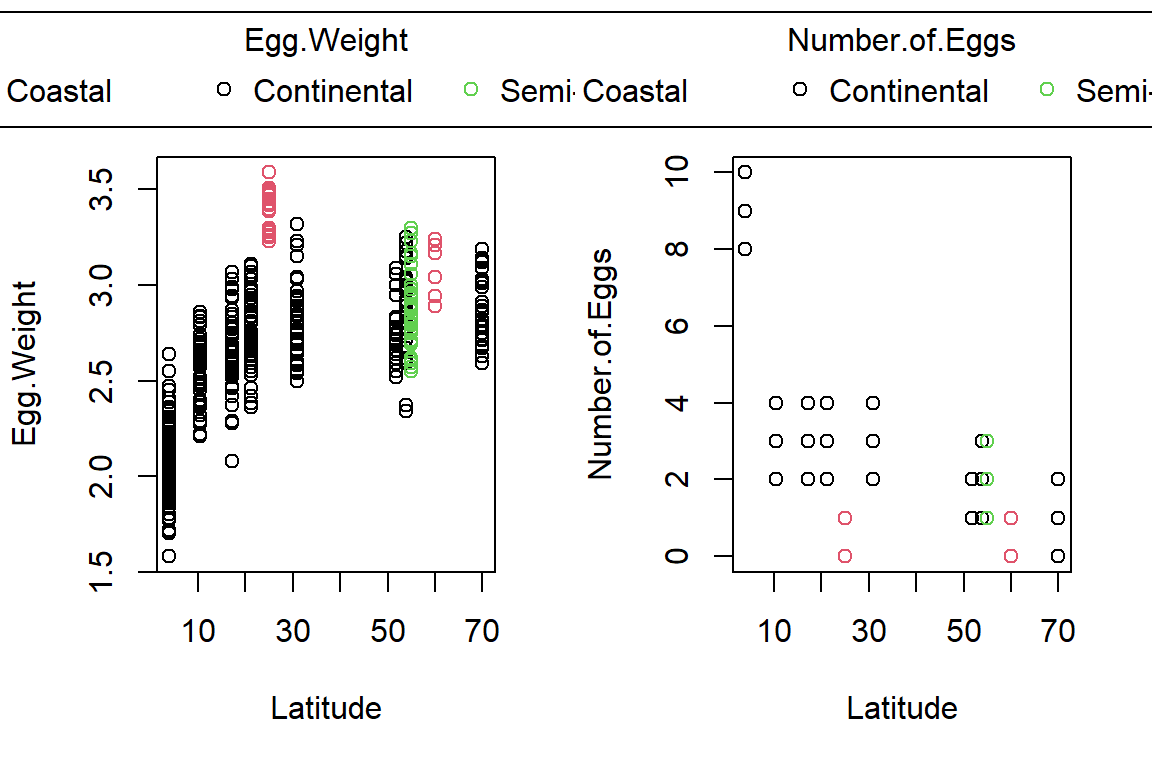 Egg.Weight
Coastal Continental Semi-
Number.of.Eggs
Coastal Continental Semi-
Egg.Weight
3.5
3.0
2.5
2.0
1.5
10 30 50 70
Latitude
Number.of.Eggs
10
8
6
4
2
0
10 30 50 70
Latitude